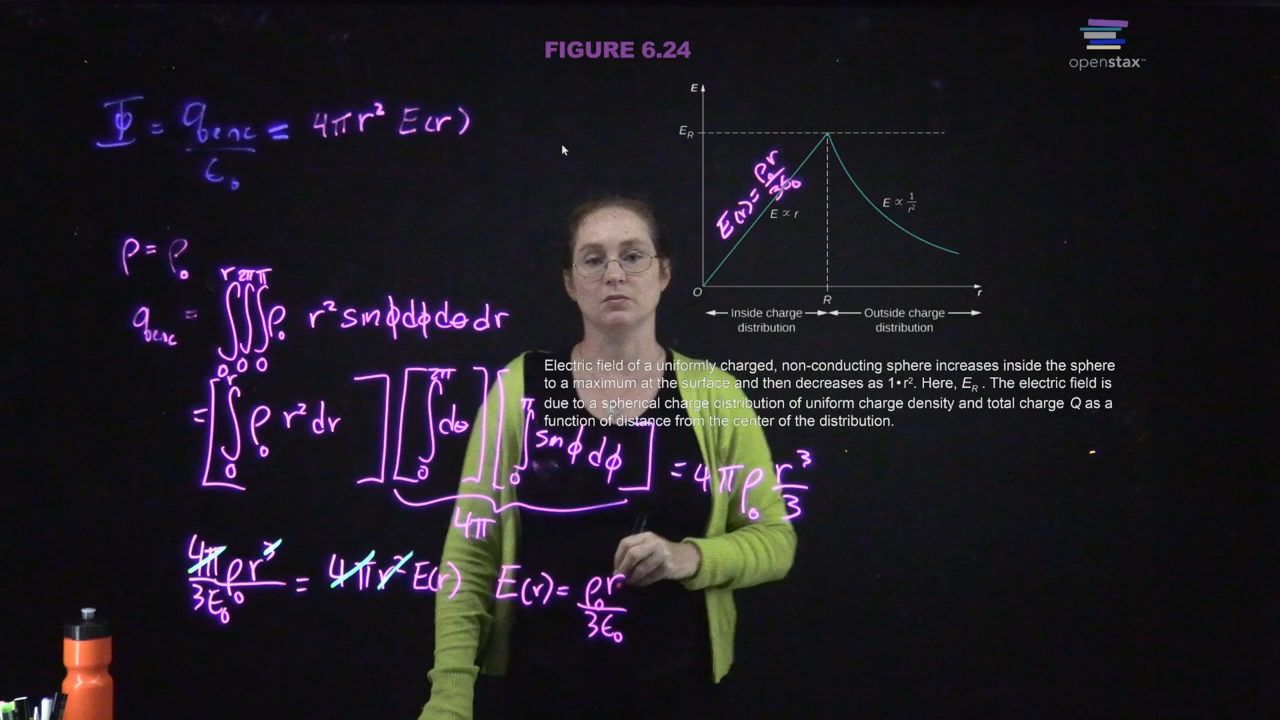 FIGURE 6.24
openstax™
Φ = q_enc / ε₀ = 4πr² E(r)
ρ = ρ₀
q_enc = ∫₀^r ∫₀^2π ∫₀^π ρ₀ r² sinφ dφ dθ dr
= [∫₀^r ρ₀ r² dr] [∫₀^2π dθ] [∫₀^π sinφ dφ] = 4πρ₀ r³/3
4π
4πρ₀r³ / 3ε₀ = 4πr² E(r) E(r) = ρ₀r / 3ε₀
E
E_R
E(r) = ρ₀r / 3ε₀
E ∝ r
E ∝ 1/r²
O R r
Inside charge distribution
Outside charge distribution
Electric field of a uniformly charged, non-conducting sphere increases inside the sphere
to a maximum at the surface and then decreases as 1•r². Here, E_R . The electric field is
due to a spherical charge distribution of uniform charge density and total charge Q as a
function of distance from the center of the distribution.